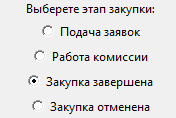 Выберете этап закупки:
Подача заявок
Работа комиссии
Закупка завершена
Закупка отменена